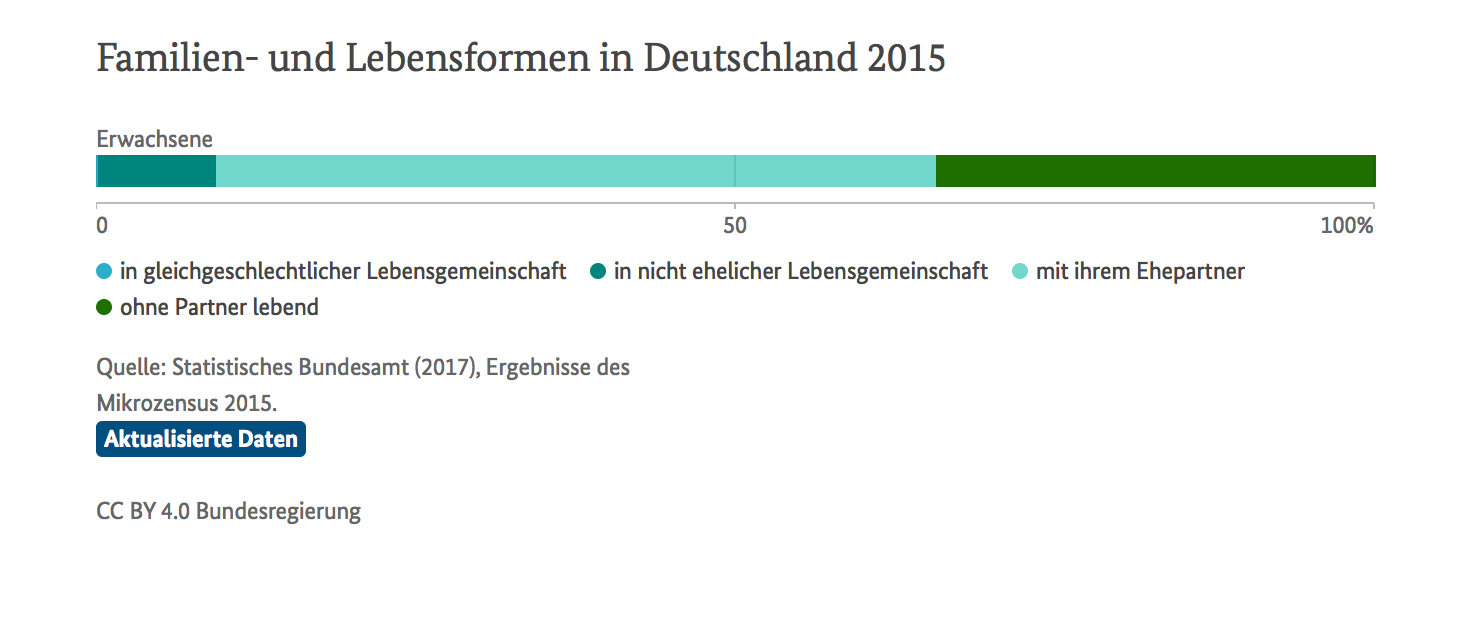 Familien- und Lebensformen in Deutschland 2015
Erwachsene
0 50 100%
in gleichgeschlechtlicher Lebensgemeinschaft in nicht ehelicher Lebensgemeinschaft mit ihrem Ehepartner
ohne Partner lebend
Quelle: Statistisches Bundesamt (2017), Ergebnisse des
Mikrozensus 2015.
Aktualisierte Daten
CC BY 4.0 Bundesregierung